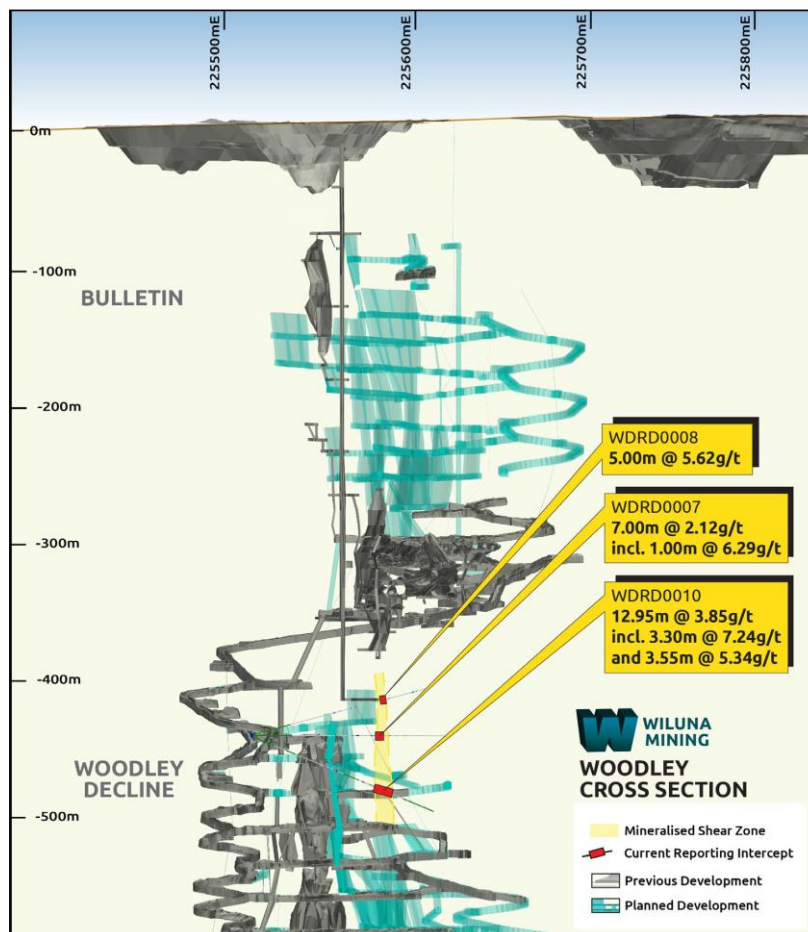 225500mE
225600mE
225700mE
225800mE
0m
-100m
BULLETIN
-200m
WDRD0008
5.00m @ 5.62g/t
WDRD0007
7.00m @ 2.12g/t
incl. 1.00m @ 6.29g/t
-300m
WDRD0010
12.95m @ 3.85g/t
incl. 3.30m @ 7.24g/t
and 3.55m @ 5.34g/t
-400m
WILUNA
MINING
WOODLEY
DECLINE
WOODLEY
CROSS SECTION
-500m
Mineralised Shear Zone
Current Reporting Intercept
Previous Development
Planned Development